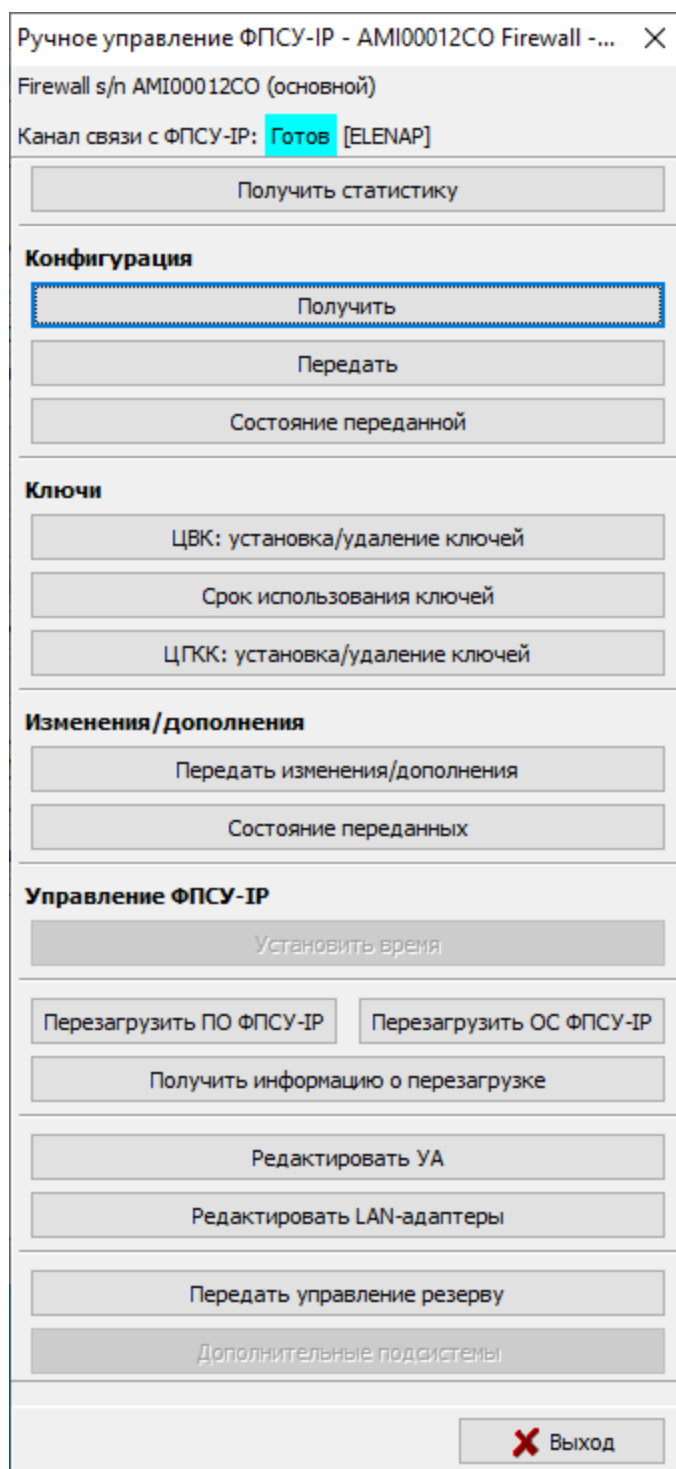 Ручное управление ФПСУ-IP - AMI00012CO Firewall -...
Firewall s/n AMI00012CO (основной)
Канал связи с ФПСУ-IP: Готов [ELENAP]
Получить статистику
Конфигурация
Получить
Передать
Состояние переданной
Ключи
ЦВК: установка/удаление ключей
Срок использования ключей
ЦГКК: установка/удаление ключей
Изменения/дополнения
Передать изменения/дополнения
Состояние переданных
Управление ФПСУ-IP
Установить время
Перезагрузить ПО ФПСУ-IP Перезагрузить ОС ФПСУ-IP
Получить информацию о перезагрузке
Редактировать УА
Редактировать LAN-адаптеры
Передать управление резерву
Дополнительные подсистемы
Выход